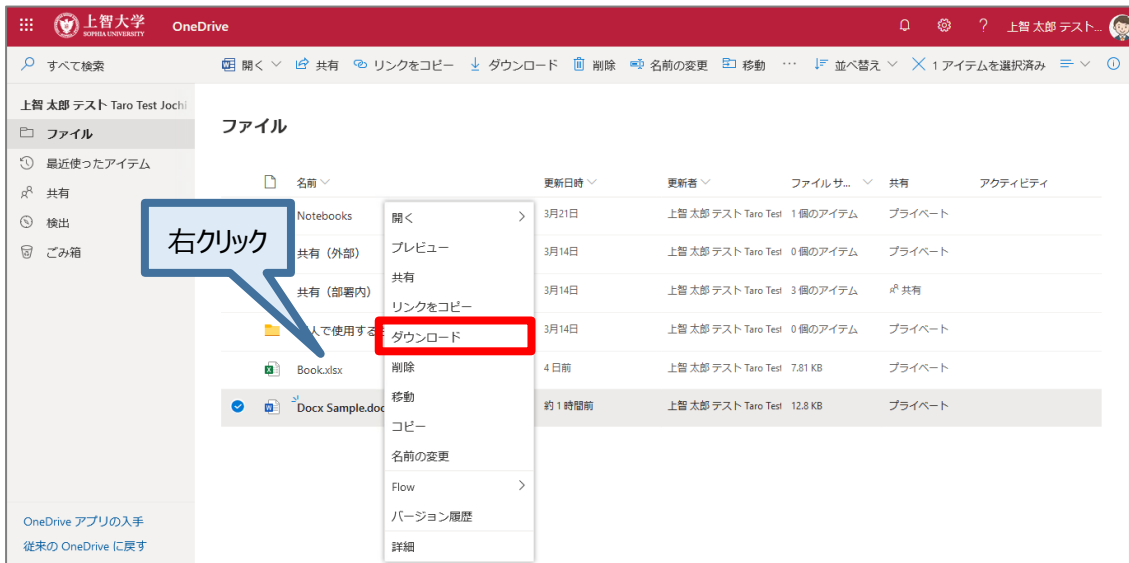 上智大学
SOPHIA UNIVERSITY
OneDrive
? 上智 太郎 テスト...
すべて検索
開く 共有 リンクをコピー ダウンロード 削除 名前の変更 移動 … 並べ替え 1 アイテムを選択済み
上智 太郎 テスト Taro Test Jochi
ファイル
最近使ったアイテム
共有
検出
ごみ箱
OneDrive アプリの入手
従来の OneDrive に戻す
ファイル
名前 更新日時 更新者 ファイル サ... 共有 アクティビティ
Notebooks 3月21日 上智 太郎 テスト Taro Test 1 個のアイテム プライベート
共有（外部） 3月14日 上智 太郎 テスト Taro Test 0 個のアイテム プライベート
共有（部署内） 3月14日 上智 太郎 テスト Taro Test 3 個のアイテム 共有
人で使用する 3月14日 上智 太郎 テスト Taro Test 0 個のアイテム プライベート
Book.xlsx 4 日前 上智 太郎 テスト Taro Test 7.81 KB プライベート
Docx Sample.doc 約 1 時間前 上智 太郎 テスト Taro Test 12.8 KB プライベート
右クリック
開く
プレビュー
共有
リンクをコピー
ダウンロード
削除
移動
コピー
名前の変更
Flow
バージョン履歴
詳細